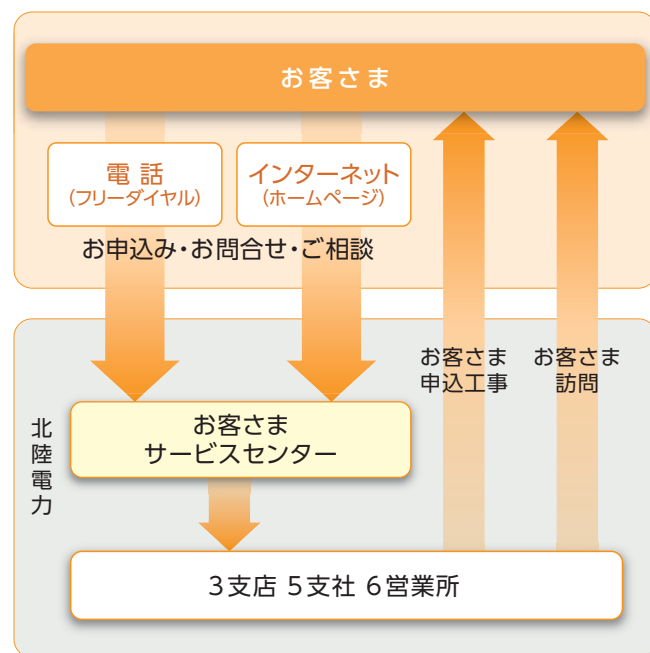 お客さま
電話
(フリーダイヤル)
インターネット
(ホームページ)
お申込み・お問合せ・ご相談
お客さま
申込工事
お客さま
訪問
北陸電力
お客さま
サービスセンター
3支店 5支社 6営業所